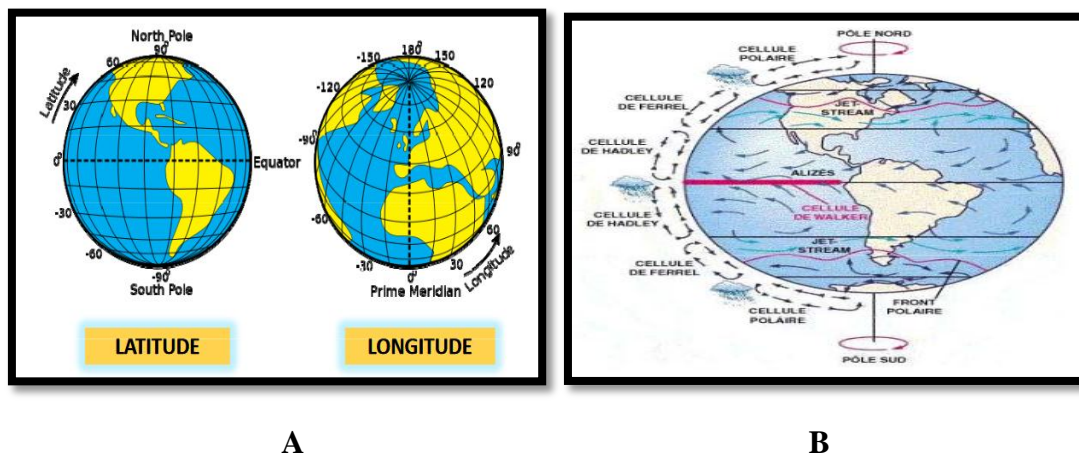 North Pole
90°
60
Latitude
30
0°
Equator
-30
-60
-90°
South Pole
LATITUDE
180°
-150
150
-120
120
-90°
90°
-60
60
-30
30
0°
Longitude
Prime Meridian
LONGITUDE
PÔLE NORD
CELLULE
POLAIRE
CELLULE
DE FERREL
JET-
STREAM
CELLULE
DE HADLEY
ALIZÉS
CELLULE
DE WALKER
CELLULE
DE HADLEY
JET-
STREAM
CELLULE
DE FERREL
CELLULE
POLAIRE
FRONT
POLAIRE
PÔLE SUD
A
B